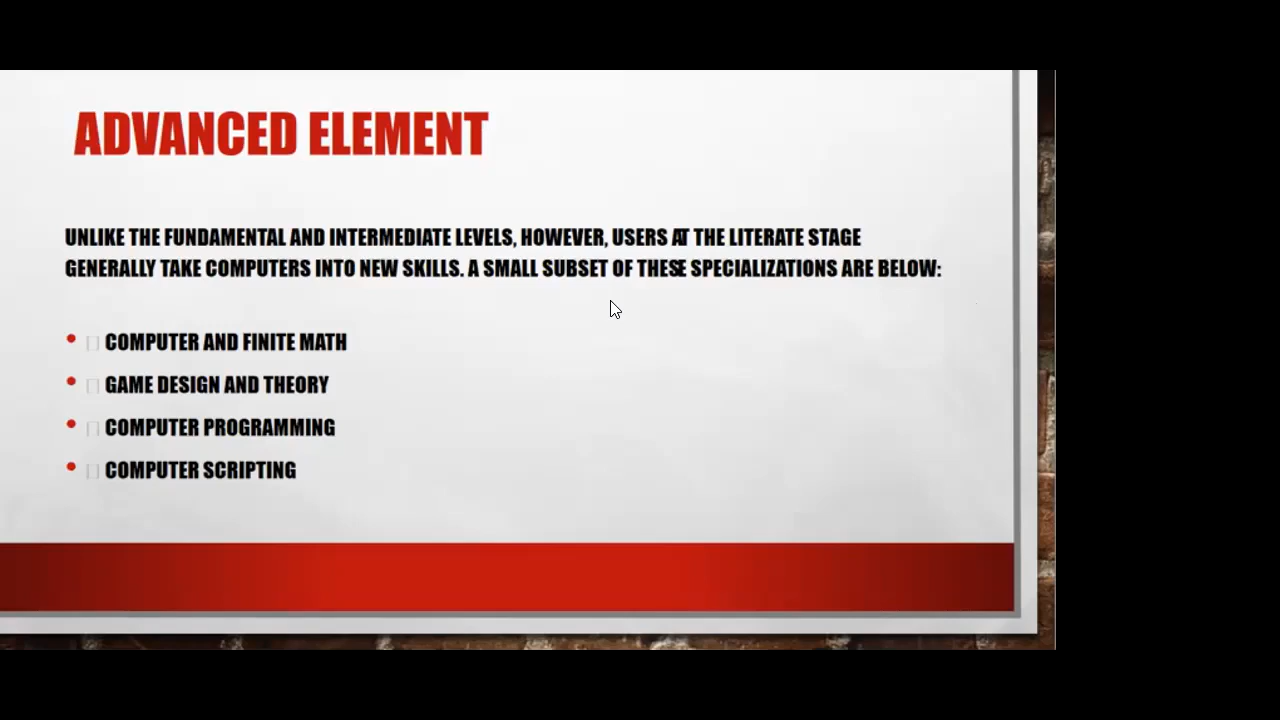 ADVANCED ELEMENT
UNLIKE THE FUNDAMENTAL AND INTERMEDIATE LEVELS, HOWEVER, USERS AT THE LITERATE STAGE
GENERALLY TAKE COMPUTERS INTO NEW SKILLS. A SMALL SUBSET OF THESE SPECIALIZATIONS ARE BELOW:
• COMPUTER AND FINITE MATH
• GAME DESIGN AND THEORY
• COMPUTER PROGRAMMING
• COMPUTER SCRIPTING